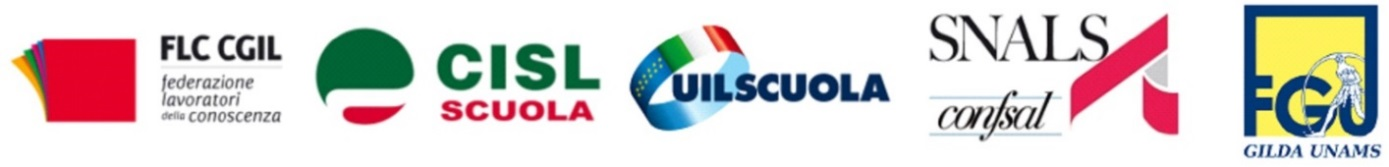 FLC CGIL
federazione
lavoratori
della conoscenza
CISL
SCUOLA
UILSCUOLA
SNALS
confsal
FGU
GILDA UNAMS